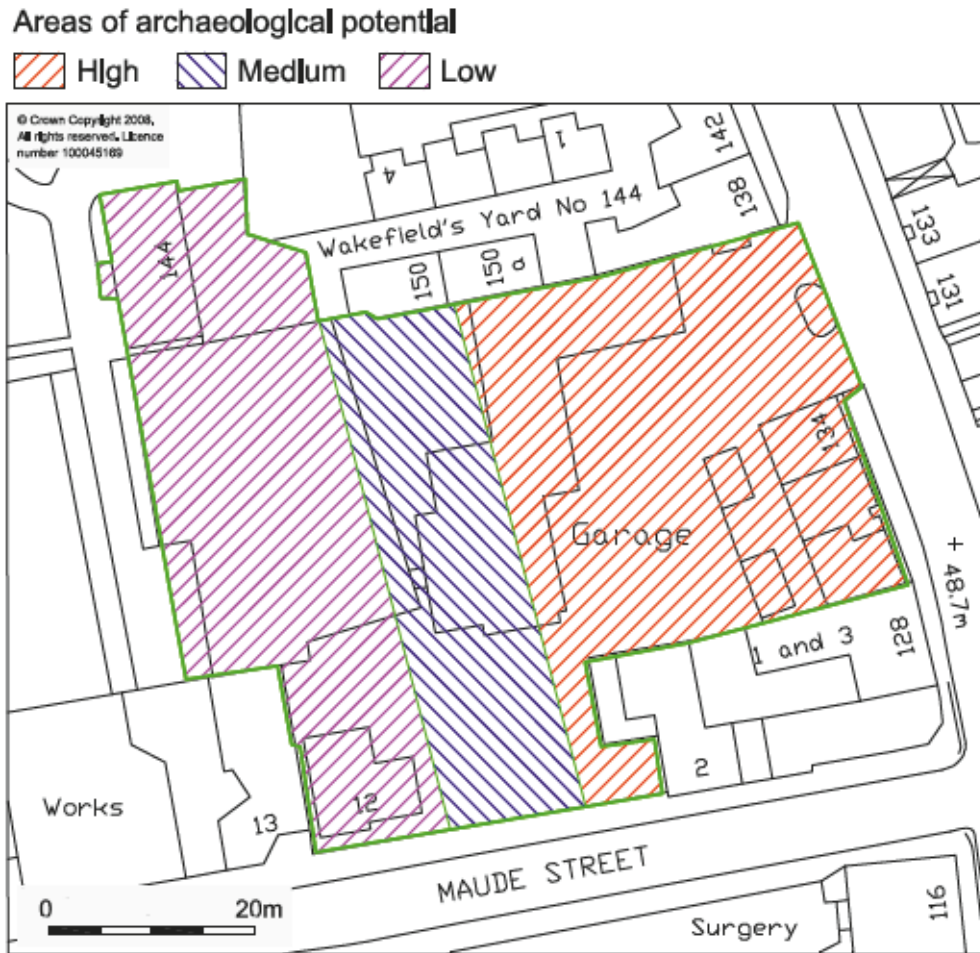 Areas of archaeological potential
High
Medium
Low
© Crown Copyright 2008.
All rights reserved. Licence
number 100045169
4
1
142
138
Wakefield's Yard No 144
144
150
150
a
133
131
134
Garage
+ 48.7m
128
1 and 3
2
Works
12
13
MAUDE STREET
0
20m
Surgery
116